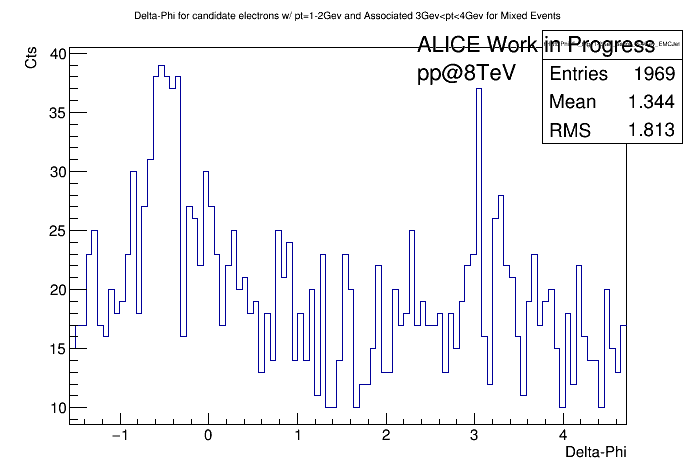 Delta-Phi for candidate electrons w/ pt=1-2Gev and Associated 3Gev<pt<4Gev for Mixed Events
Cts
ALICE Work in Progress
pp@8TeV
Entries 1969
Mean 1.344
RMS 1.813
40
35
30
25
20
15
10
−1 0 1 2 3 4
Delta-Phi